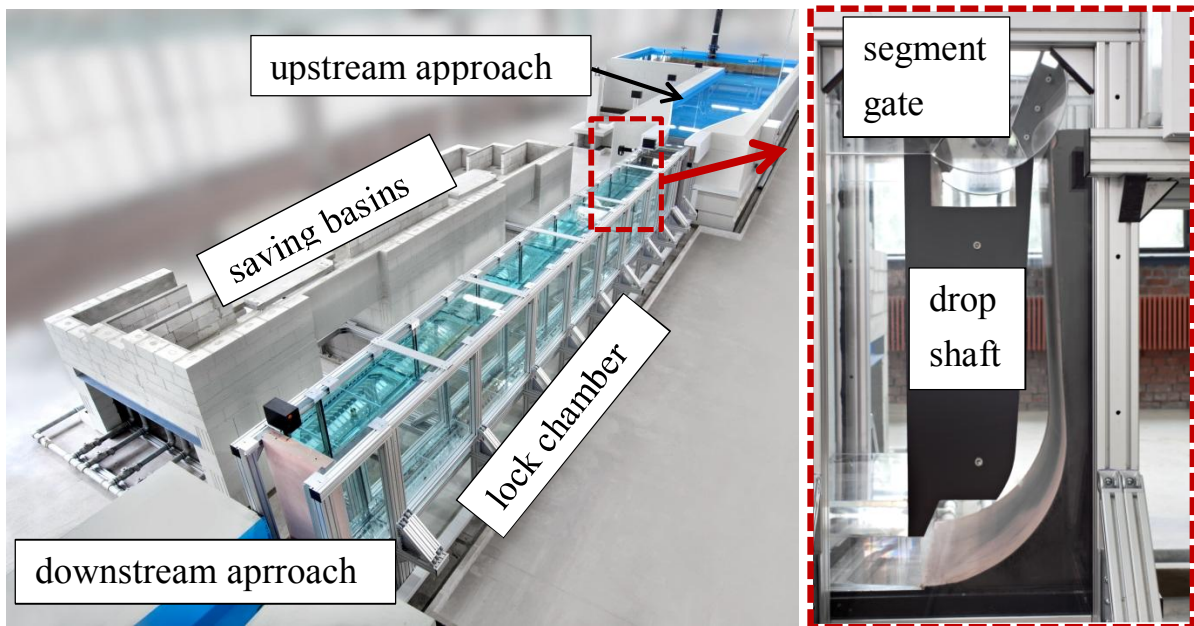 upstream approach
saving basins
lock chamber
downstream aprroach
segment
gate
drop
shaft